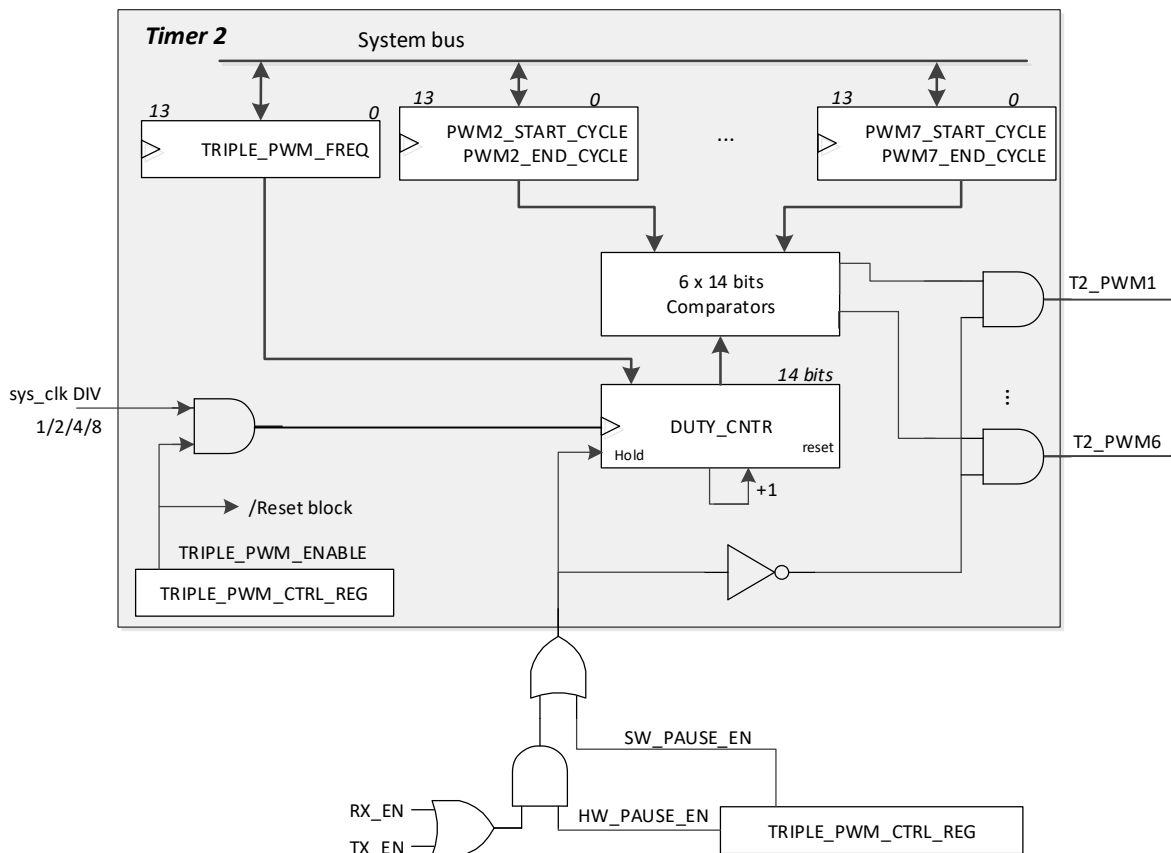 Timer 2
System bus
13
0
TRIPLE_PWM_FREQ
13
0
PWM2_START_CYCLE
PWM2_END_CYCLE
...
13
0
PWM7_START_CYCLE
PWM7_END_CYCLE
6 x 14 bits
Comparators
T2_PWM1
sys_clk DIV
1/2/4/8
14 bits
DUTY_CNTR
Hold
reset
+1
...
T2_PWM6
/Reset block
TRIPLE_PWM_ENABLE
TRIPLE_PWM_CTRL_REG
SW_PAUSE_EN
RX_EN
TX_EN
HW_PAUSE_EN
TRIPLE_PWM_CTRL_REG